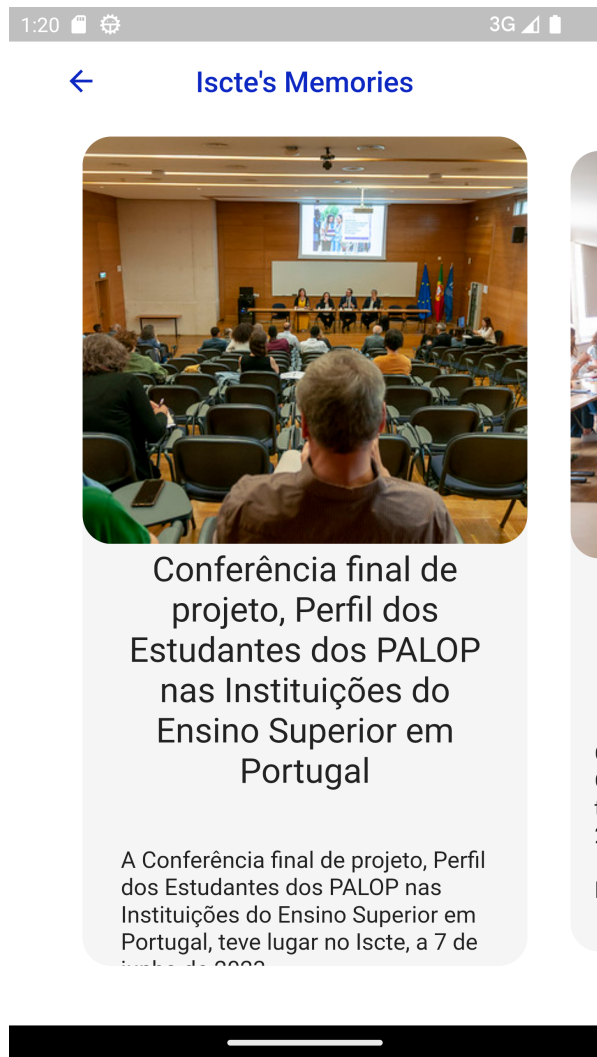 1:20
3G
Iscte's Memories
Conferência final de
projeto, Perfil dos
Estudantes dos PALOP
nas Instituições do
Ensino Superior em
Portugal
A Conferência final de projeto, Perfil
dos Estudantes dos PALOP nas
Instituições do Ensino Superior em
Portugal, teve lugar no Iscte, a 7 de